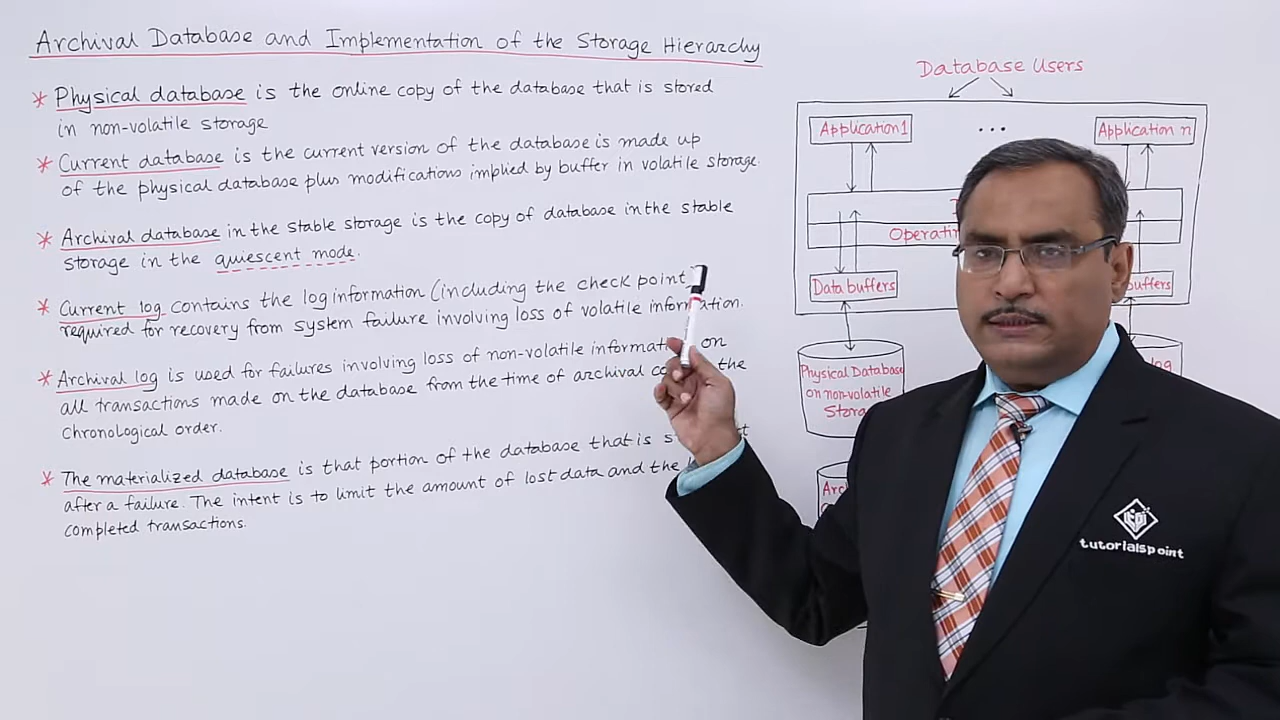 Archival Database and Implementation of the Storage Hierarchy
* Physical database is the online copy of the database that is stored
in non-volatile storage
* Current database is the current version of the database is made up
of the physical database plus modifications implied by buffer in volatile storage.
* Archival database in the stable storage is the copy of database in the stable
storage in the quiescent mode.
* Current log contains the log information (including the check point)
required for recovery from system failure involving loss of volatile information.
* Archival log is used for failures involving loss of non-volatile information on
all transactions made on the database from the time of archival the
Chronological order.
* The materialized database is that portion of the database that is
after a failure. The intent is to limit the amount of lost data and the
completed transactions.
Database Users
Application 1
...
Application n
Data buffers
buffers
Physical Database
on non-volatile
log
tutorialspoint